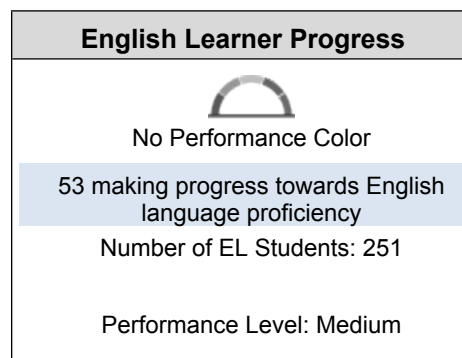 English Learner Progress
No Performance Color
53 making progress towards English
language proficiency
Number of EL Students: 251
Performance Level: Medium